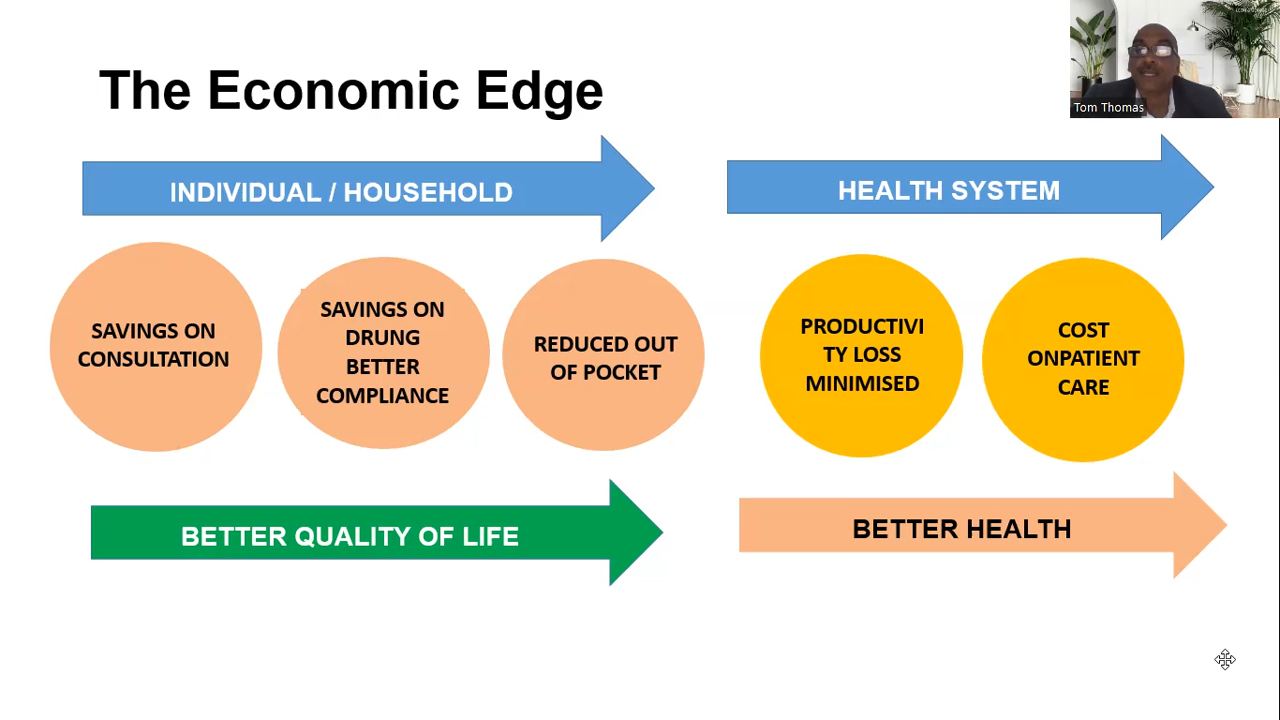 The Economic Edge
Tom Thomas
INDIVIDUAL / HOUSEHOLD
HEALTH SYSTEM
SAVINGS ON
CONSULTATION
SAVINGS ON
DRUNG
BETTER
COMPLIANCE
REDUCED OUT
OF POCKET
PRODUCTIVI
TY LOSS
MINIMISED
COST
ONPATIENT
CARE
BETTER QUALITY OF LIFE
BETTER HEALTH